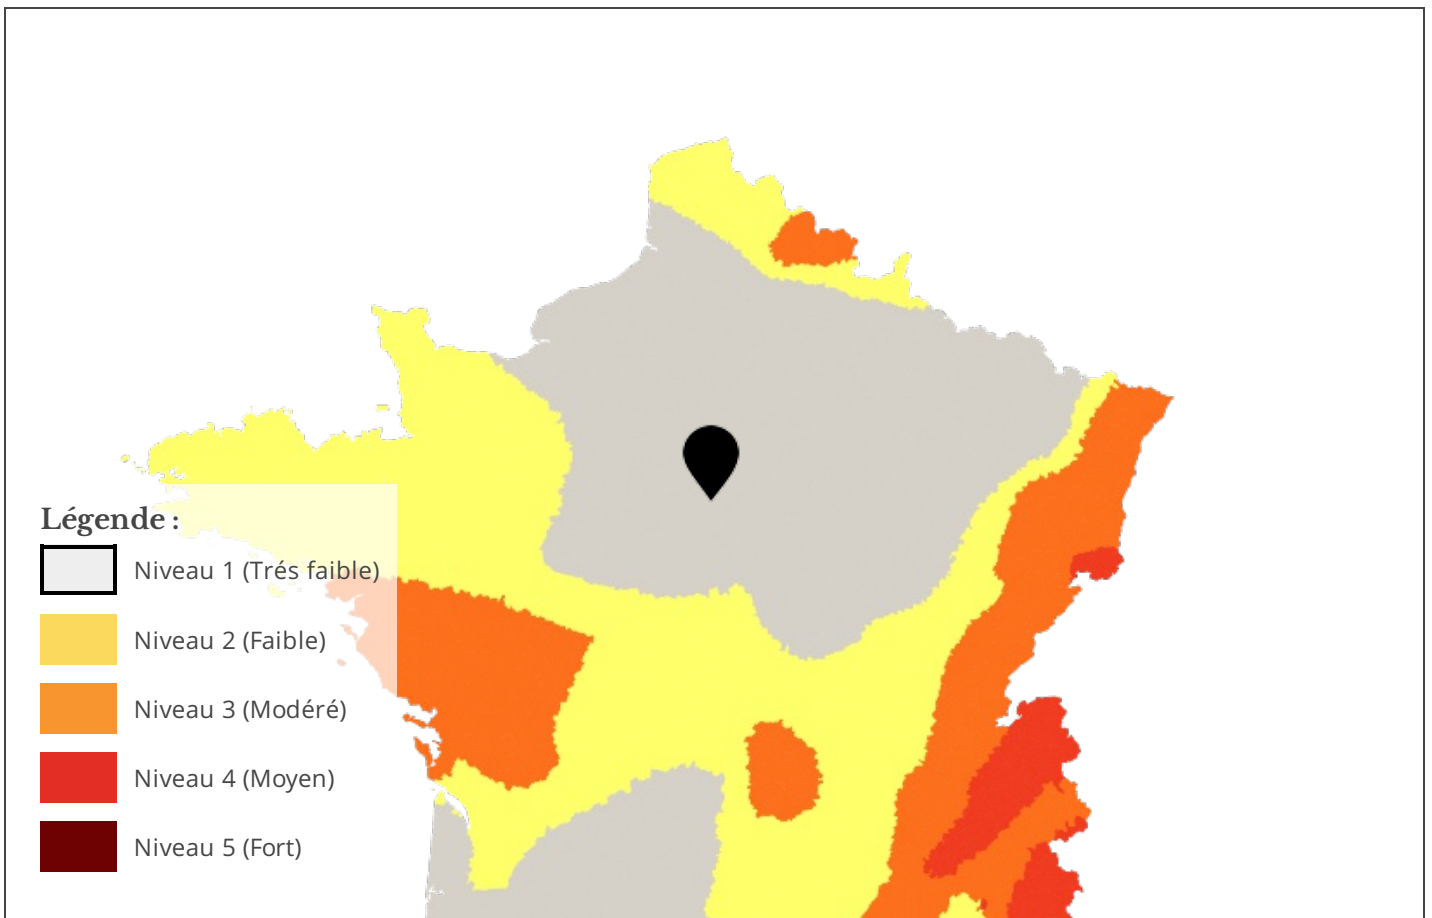 Légende :
Niveau 1 (Trés faible)
Niveau 2 (Faible)
Niveau 3 (Modéré)
Niveau 4 (Moyen)
Niveau 5 (Fort)